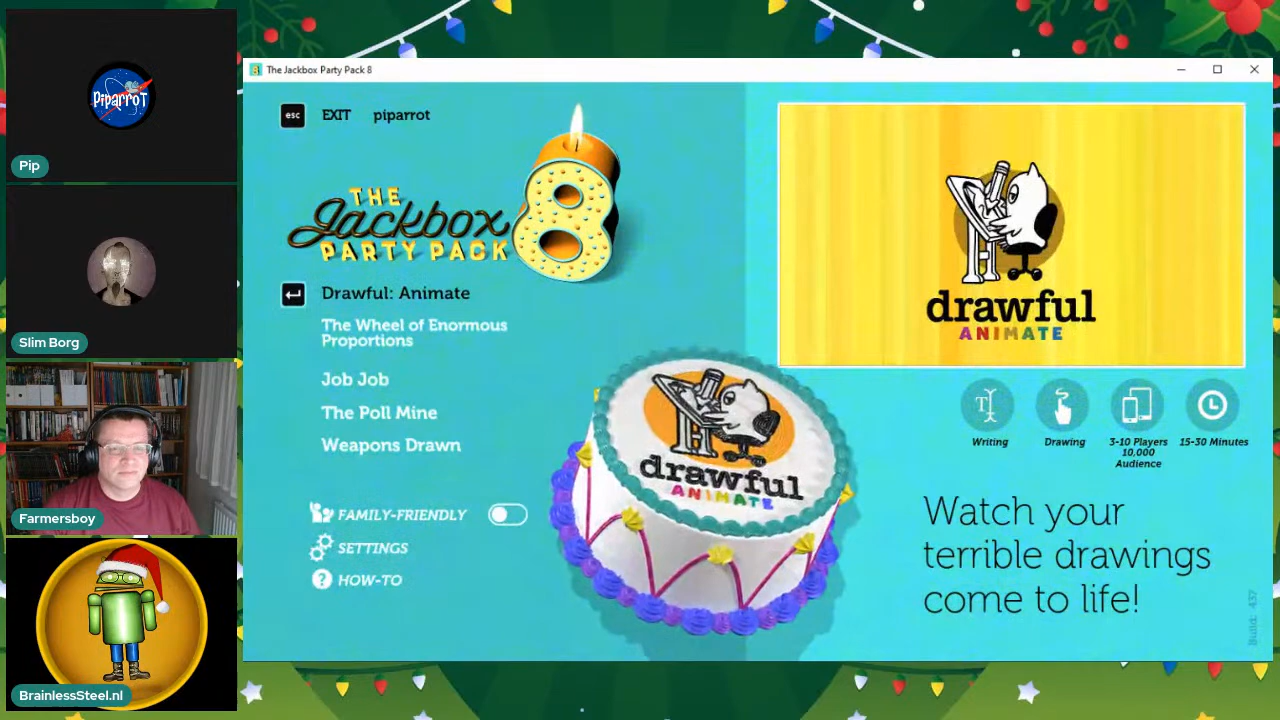 PiparroT
Pip
Slim Borg
Farmersboy
BrainlessSteel.nl
The Jackbox Party Pack 8
esc
EXIT
piparrot
THE
Jackbox
PARTY PACK
8
Drawful: Animate
The Wheel of Enormous
Proportions
Job Job
The Poll Mine
Weapons Drawn
FAMILY-FRIENDLY
SETTINGS
? HOW-TO
drawful
ANIMATE
drawful
ANIMATE
T
Writing
Drawing
3-10 Players
10,000
Audience
15-30 Minutes
Watch your
terrible drawings
come to life!
Build: 437